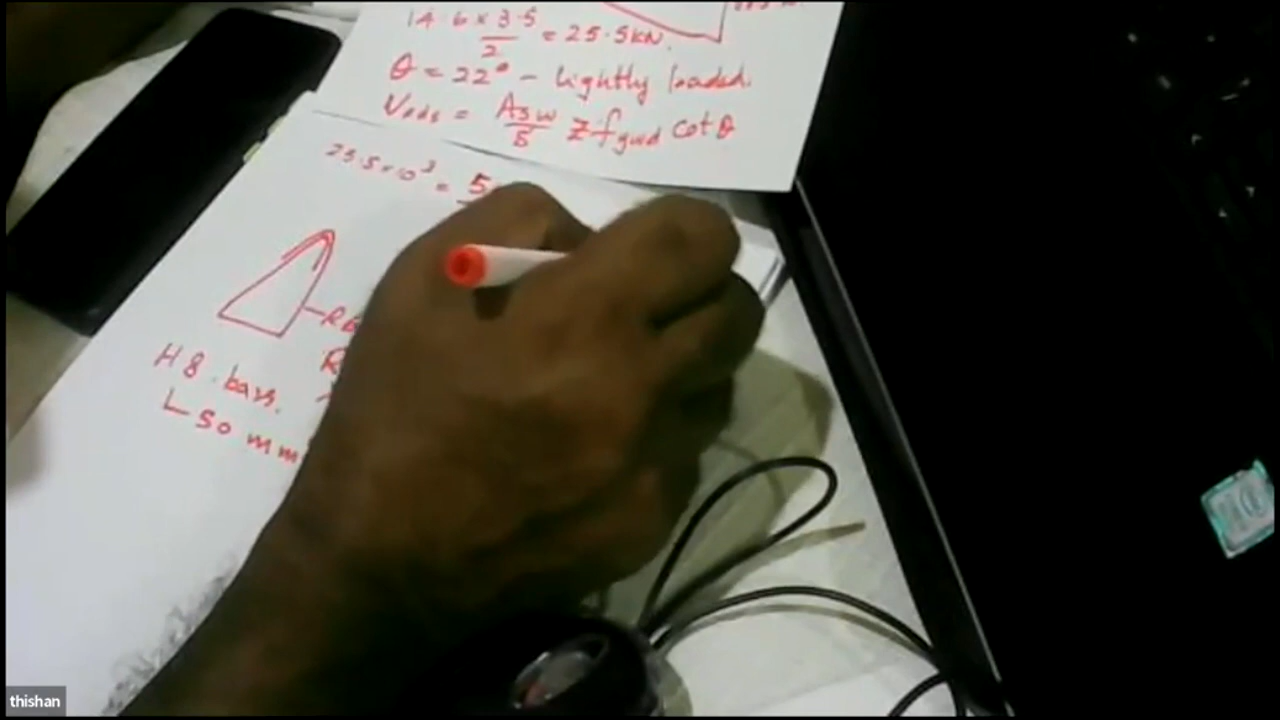 14.6 x 3.5
2
= 25.5kN.
θ = 22° - lightly loaded.
VRds = Asw/S Z fywd cot θ
25.5×10³ = 5
H8 bars.
50 mm
thishan